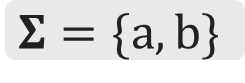 Σ = {a, b}